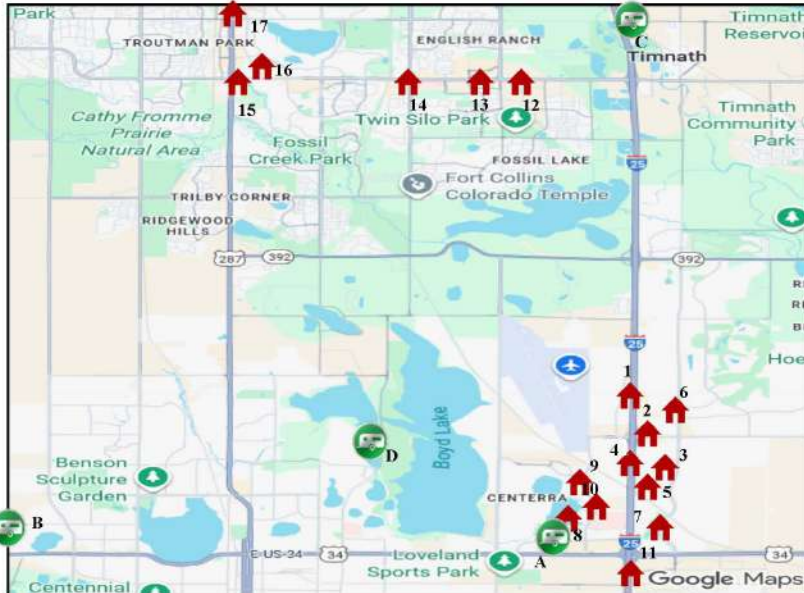 Park
17
C
Timnath
Reservoi
TROUTMAN PARK
ENGLISH RANCH
Timnath
16
15
14
13
12
Cathy Fromme
Prairie
Natural Area
Twin Silo Park
Timnath
Community
Park
Fossil
Creek Park
FOSSIL LAKE
25
Fort Collins
Colorado Temple
TRILBY CORNER
RIDGEWOOD
HILLS
287
392
392
25
Hoe
1
6
2
Boyd Lake
D
4
3
9
5
Benson
Sculpture
Garden
10
CENTERRA
7
B
8
A
E US-24
34
25
34
Loveland
Sports Park
11
Centennial
Google Maps